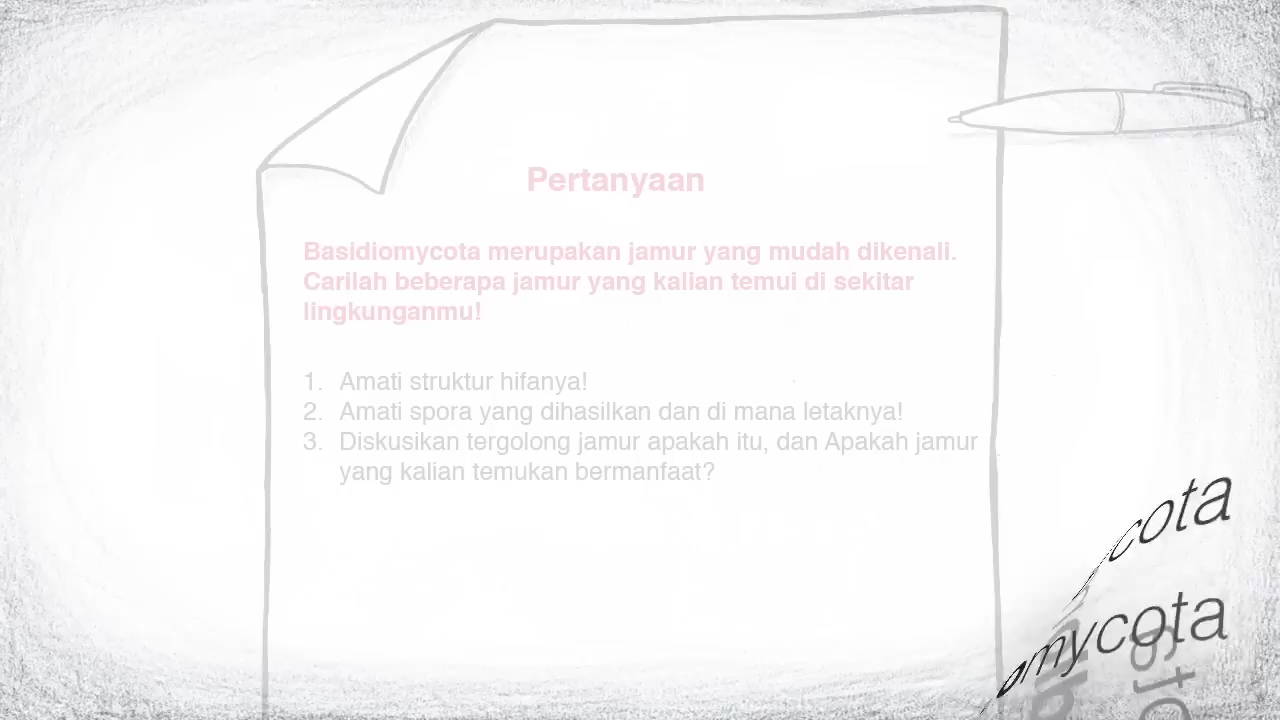 Pertanyaan
Basidiomycota merupakan jamur yang mudah dikenali.
Carilah beberapa jamur yang kalian temui di sekitar
lingkunganmu!
1. Amati struktur hifanya!
2. Amati spora yang dihasilkan dan di mana letaknya!
3. Diskusikan tergolong jamur apakah itu, dan Apakah jamur
yang kalian temukan bermanfaat?
cota
omycota